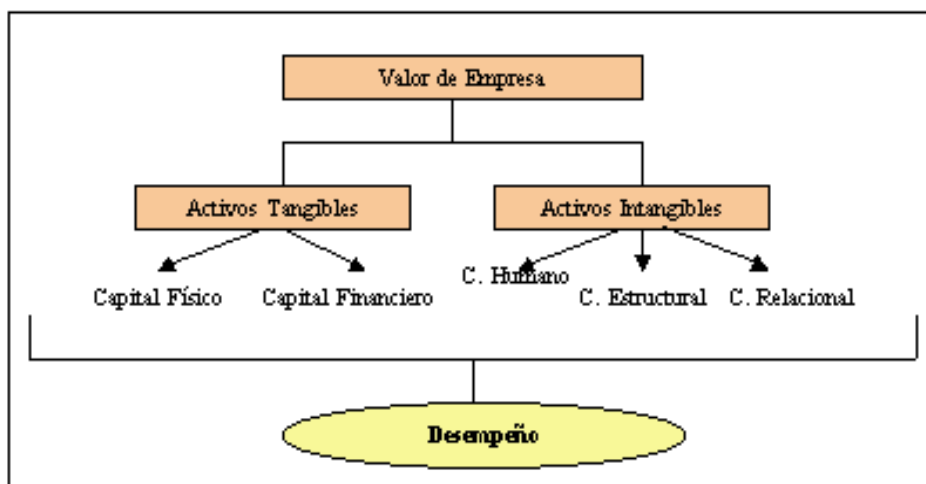 Valor de Empresa
Activos Tangibles
Activos Intangibles
Capital Físico
Capital Financiero
C. Humano
C. Estructural
C. Relacional
Desempeño